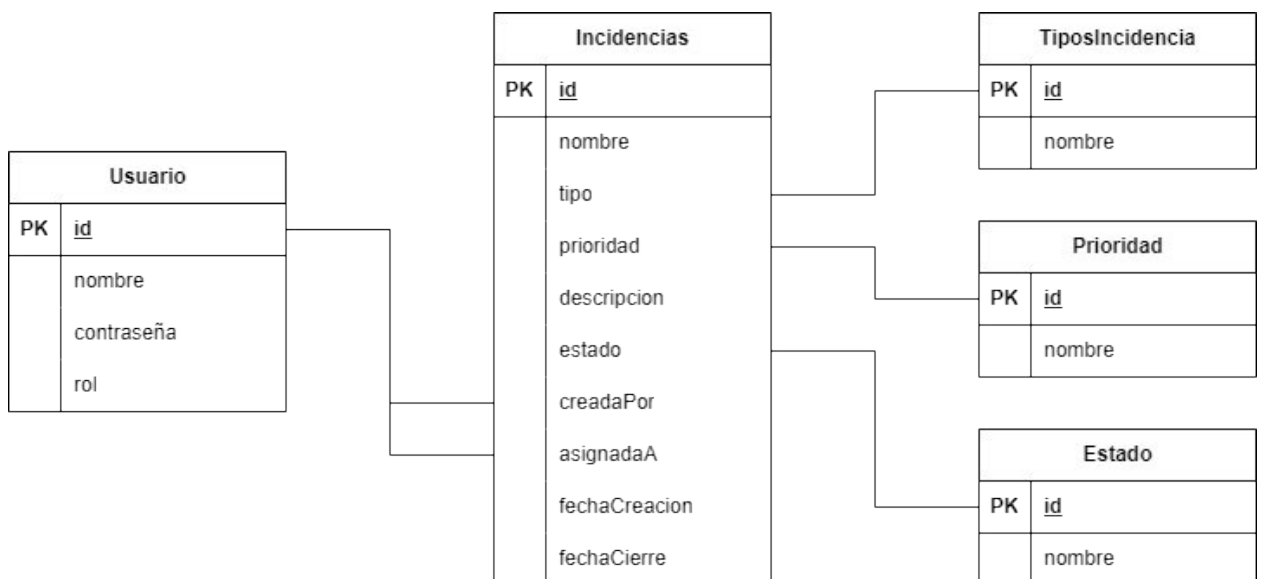 Usuario
PK id
nombre
contraseña
rol
Incidencias
PK id
nombre
tipo
prioridad
descripcion
estado
creadaPor
asignadaA
fechaCreacion
fechaCierre
TiposIncidencia
PK id
nombre
Prioridad
PK id
nombre
Estado
PK id
nombre